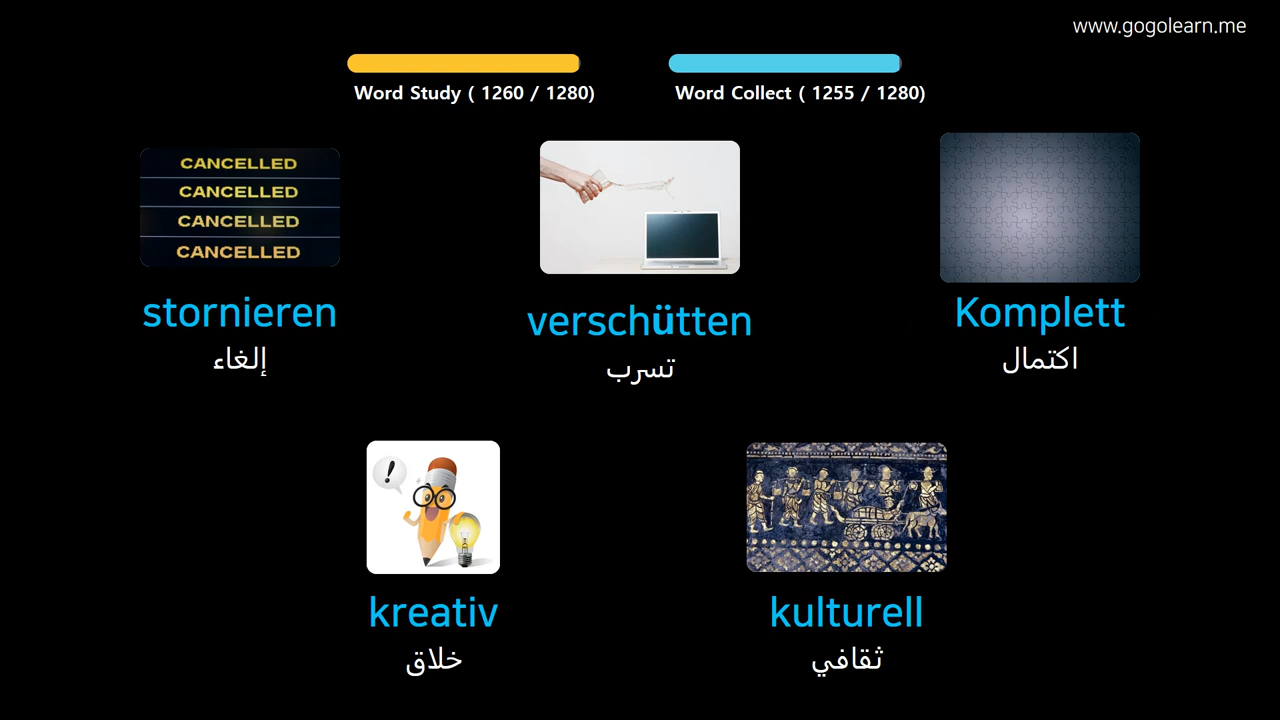 www.gogolearn.me
Word Study ( 1260 / 1280)
Word Collect ( 1255 / 1280)
CANCELLED
CANCELLED
CANCELLED
CANCELLED
stornieren
إلغاء
verschütten
تسرب
Komplett
اكتمال
!
kreativ
خلاق
kulturell
ثقافي